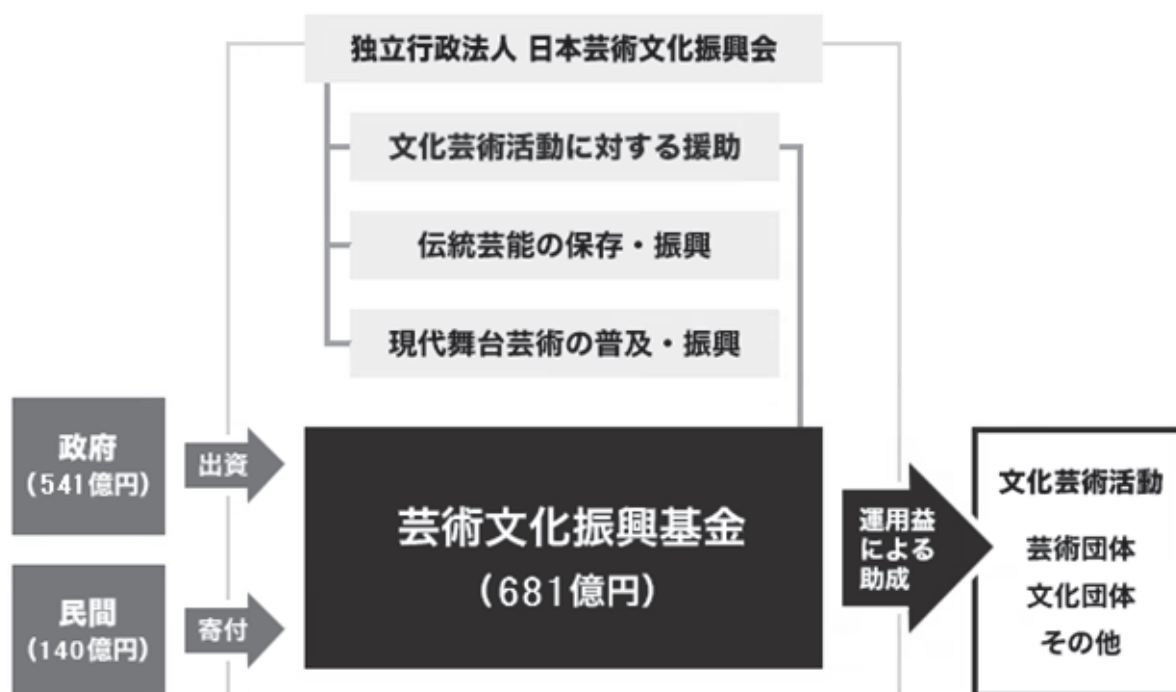 独立行政法人 日本芸術文化振興会
文化芸術活動に対する援助
伝統芸能の保存・振興
現代舞台芸術の普及・振興
政府
(541億円)
出資
民間
(140億円)
寄付
芸術文化振興基金
(681億円)
運用益
による
助成
文化芸術活動
芸術団体
文化団体
その他